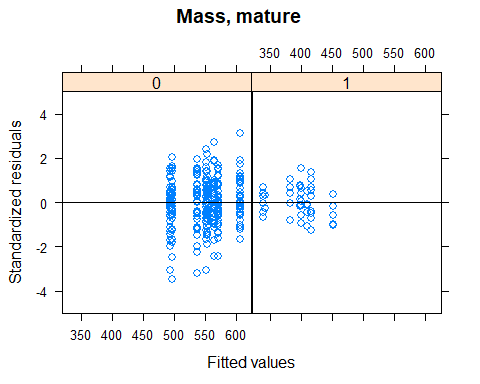 Mass, mature
350 400 450 500 550 600
0 1
4
2
0
-2
-4
Standardized residuals
350 400 450 500 550 600
Fitted values